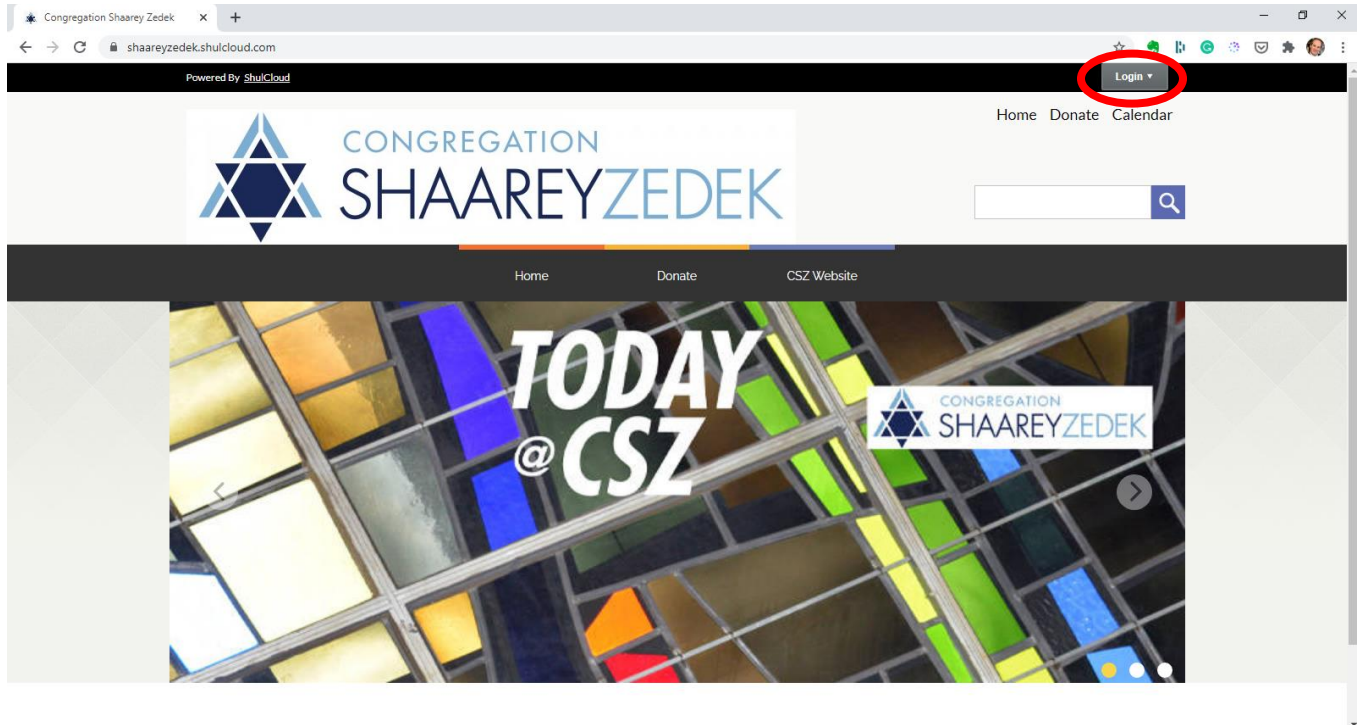 Congregation Shaarey Zedek
shaareyzedek.shulcloud.com
Powered By ShulCloud
Login
Home Donate Calendar
CONGREGATION
SHAAREYZEDEK
Home Donate CSZ Website
TODAY
@CSZ
CONGREGATION
SHAAREYZEDEK